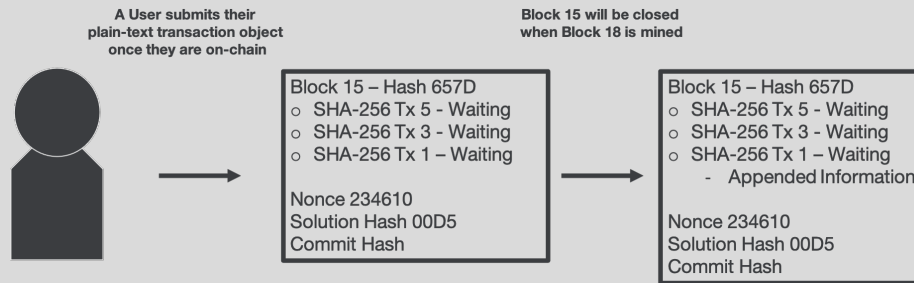 A User submits their
plain-text transaction object
once they are on-chain
Block 15 will be closed
when Block 18 is mined
Block 15 – Hash 657D
○ SHA-256 Tx 5 - Waiting
○ SHA-256 Tx 3 - Waiting
○ SHA-256 Tx 1 – Waiting
Nonce 234610
Solution Hash 00D5
Commit Hash
Block 15 – Hash 657D
○ SHA-256 Tx 5 - Waiting
○ SHA-256 Tx 3 - Waiting
○ SHA-256 Tx 1 – Waiting
- Appended Information
Nonce 234610
Solution Hash 00D5
Commit Hash